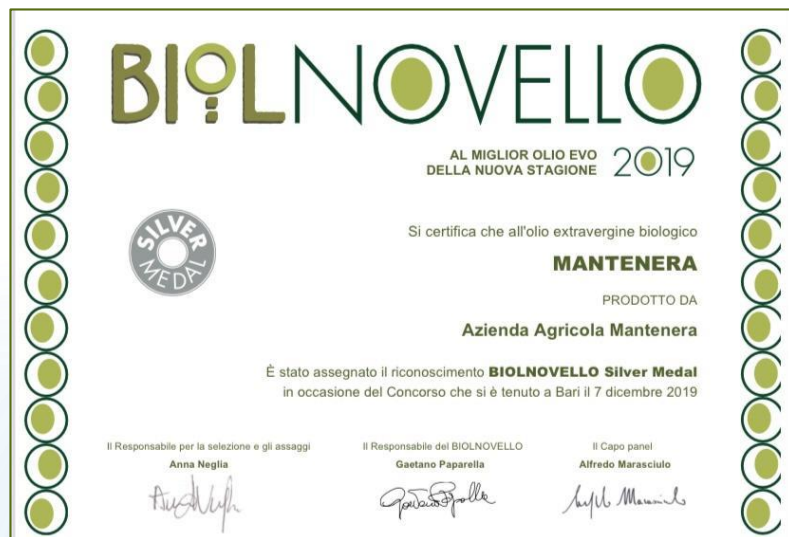 BIOLNOVELLO
AL MIGLIOR OLIO EVO
DELLA NUOVA STAGIONE 2019
SILVER
MEDAL
Si certifica che all'olio extravergine biologico
MANTENERA
PRODOTTO DA
Azienda Agricola Mantenera
È stato assegnato il riconoscimento BIOLNOVELLO Silver Medal
in occasione del Concorso che si è tenuto a Bari il 7 dicembre 2019
Il Responsabile per la selezione e gli assaggi
Anna Neglia
Il Responsabile del BIOLNOVELLO
Gaetano Paparella
Il Capo panel
Alfredo Marasciulo